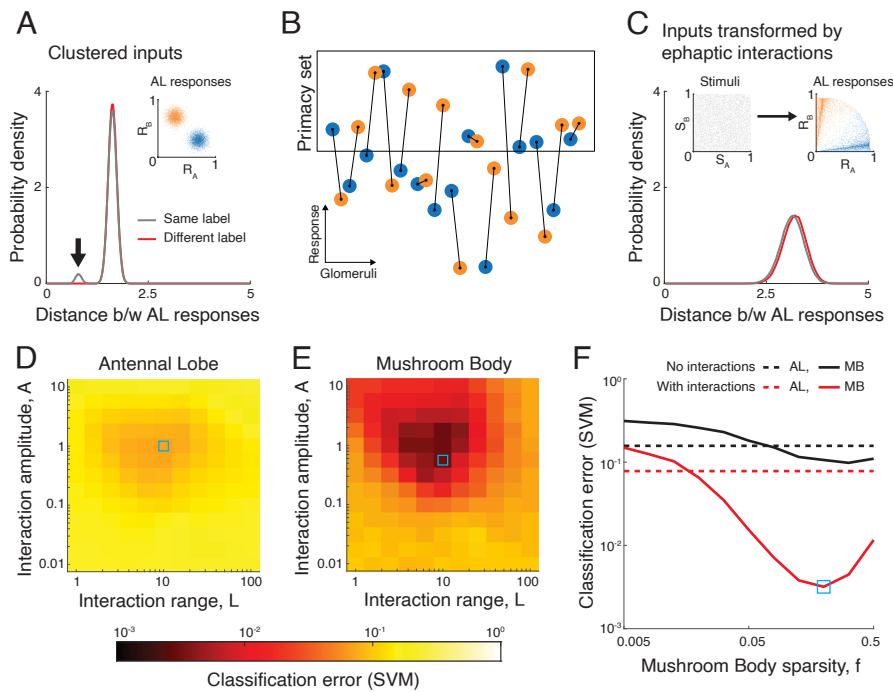 A
Clustered inputs
4
2
0
0
2.5
5
Probability density
Distance b/w AL responses
AL responses
1
R_B
0
0
R_A
1
Same label
Different label
B
Primacy set
Response
Glomeruli
C
Inputs transformed by
ephaptic interactions
4
2
0
0
2.5
5
Probability density
Distance b/w AL responses
Stimuli
1
S_B
0
0
S_A
1
AL responses
1
R_B
0
0
R_A
1
D
Antennal Lobe
Interaction amplitude, A
10
1
0.1
0.01
1
10
100
Interaction range, L
E
Mushroom Body
Interaction amplitude, A
10
1
0.1
0.01
1
10
100
Interaction range, L
10⁻³
10⁻²
10⁻¹
10⁰
Classification error (SVM)
F
No interactions AL, MB
With interactions AL, MB
Classification error (SVM)
10⁰
10⁻¹
10⁻²
10⁻³
0.005
0.05
0.5
Mushroom Body sparsity, f